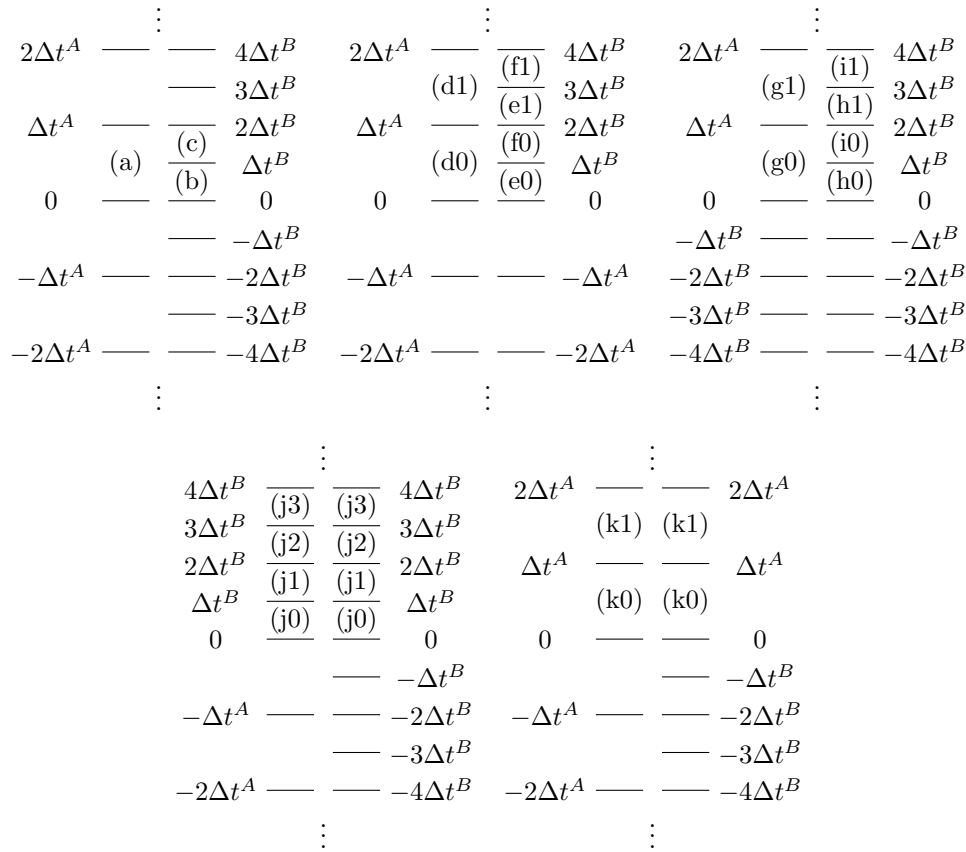 ⋮ ⋮ ⋮
2Δt^A 4Δt^B 2Δt^A 4Δt^B 2Δt^A 4Δt^B
(f1) (i1)
3Δt^B (d1) 3Δt^B (g1) 3Δt^B
(e1) (h1)
Δt^A 2Δt^B Δt^A 2Δt^B Δt^A 2Δt^B
(c) (f0) (i0)
(a) Δt^B (d0) Δt^B (g0) Δt^B
(b) (e0) (h0)
0 0 0 0 0 0
−Δt^B −Δt^B −Δt^B
−Δt^A −2Δt^B −Δt^A −Δt^A −2Δt^B −2Δt^B
−3Δt^B −3Δt^B −3Δt^B
−2Δt^A −4Δt^B −2Δt^A −2Δt^A −4Δt^B −4Δt^B
⋮ ⋮ ⋮
⋮ ⋮
4Δt^B 4Δt^B 2Δt^A 2Δt^A
(j3) (j3)
3Δt^B 3Δt^B (k1) (k1)
(j2) (j2)
2Δt^B 2Δt^B Δt^A Δt^A
(j1) (j1)
Δt^B Δt^B (k0) (k0)
(j0) (j0)
0 0 0 0
−Δt^B −Δt^B
−Δt^A −2Δt^B −Δt^A −2Δt^B
−3Δt^B −3Δt^B
−2Δt^A −4Δt^B −2Δt^A −4Δt^B
⋮ ⋮